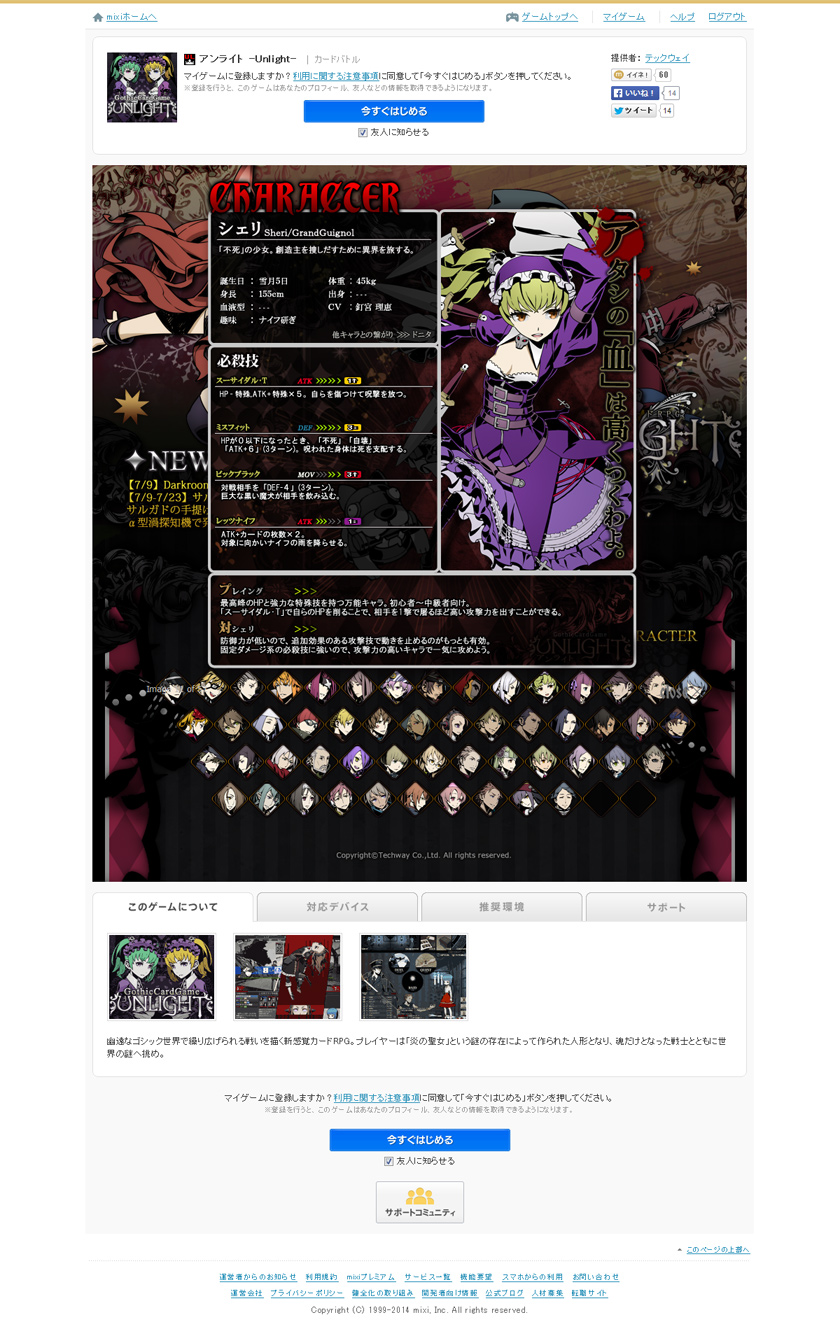 mixiホームへ
ゲームトップへ
マイゲーム
ヘルプ
ログアウト
アンライト -Unlight- | カードバトル
マイゲームに登録しますか?利用に関する注意事項に同意して「今すぐはじめる」ボタンを押してください。
※登録を行うと、このゲームはあなたのプロフィール、友人などの情報を取得できるようになります。
今すぐはじめる
友人に知らせる
提供者: テックウェイ
イイネ! 60
いいね! 14
ツイート 14
GothicCardGame
UNLIGHT
CHARACTER
シェリ Sheri/GrandGuignol
「不死」の少女。創造主を捜しだすために異界を旅する。
誕生日 : 雪月5日
体重 : 45kg
身長 : 155cm
出身 : ---
血液型 : ---
CV : 釘宮 理恵
趣味 : ナイフ研ぎ
他キャラとの繋がり >>> ドニタ
アタシの「血」は高くつくわよ。
必殺技
スーサイダル・T ATK
HP-特殊,ATK+特殊×5。自らを傷つけて呪撃を放つ。
ミスフィット DEF
HPが0以下になったとき、「不死」「自壊」
「ATK+6」(3ターン)。呪われた身体は死を支配する。
ビックブラック MOV
対戦相手を「DEF-4」(3ターン)。
巨大な黒い魔犬が相手を飲み込む。
レッツナイフ ATK
ATK+カードの枚数×2。
対象に向かいナイフの雨を降らせる。
プレイング >>>
最高峰のHPと強力な特殊技を持つ万能キャラ。初心者~中級者向け。
「スーサイダル・T」で自らのHPを削ることで、相手を1撃で屠るほど高い攻撃力を出すことができる。
対シェリ >>>
防御力が低いので、追加効果のある攻撃技で動きを止めるのがもっとも有効。
固定ダメージ系の必殺技に強いので、攻撃力の高いキャラで一気に攻めよう。
NEW
【7/9】Darkroom
【7/9-7/23】サル
サルガドの手提げ
α型渦探知機で発
GHT
RACTER
Copyright©Techway Co.,Ltd. All rights reserved.
このゲームについて
対応デバイス
推奨環境
サポート
GothicCardGame
UNLIGHT
幽遠なゴシック世界で繰り広げられる戦いを描く新感覚カードRPG。プレイヤーは「炎の聖女」という謎の存在によって作られた人形となり、魂だけとなった戦士とともに世
界の謎へ挑め。
マイゲームに登録しますか?利用に関する注意事項に同意して「今すぐはじめる」ボタンを押してください。
※登録を行うと、このゲームはあなたのプロフィール、友人などの情報を取得できるようになります。
今すぐはじめる
友人に知らせる
サポートコミュニティ
このページの上部へ
運営者からのお知らせ 利用規約 mixiプレミアム サービス一覧 機能要望 スマホからの利用 お問い合わせ
運営会社 プライバシーポリシー 健全化の取り組み 開発者向け情報 公式ブログ 人材募集 転職サイト
Copyright (C) 1999-2014 mixi, Inc. All rights reserved.